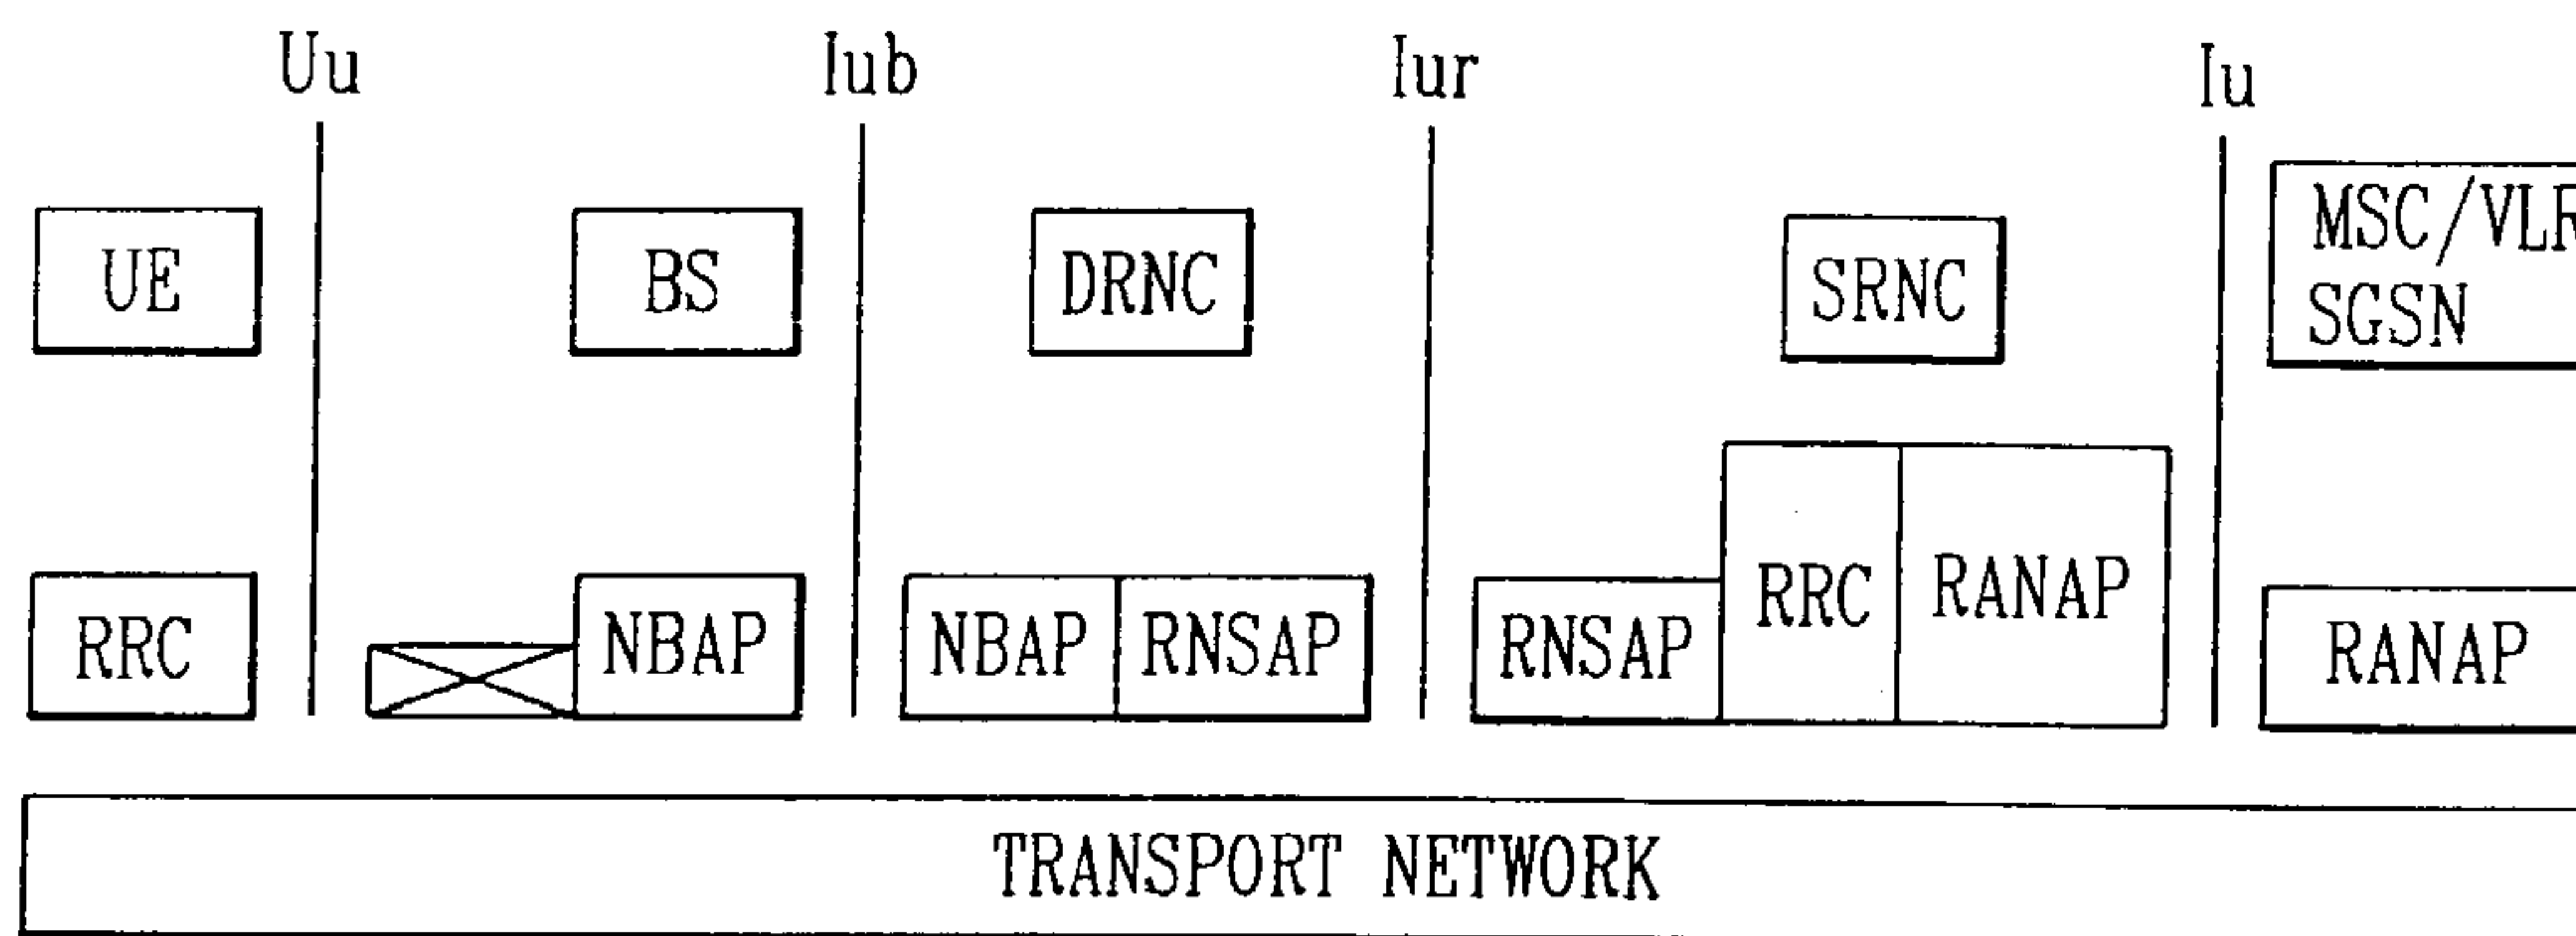 Uu Iub Iur Iu
UE BS DRNC SRNC MSC/VLR
SGSN
RRC NBAP NBAP RNSAP RNSAP RRC RANAP RANAP
TRANSPORT NETWORK